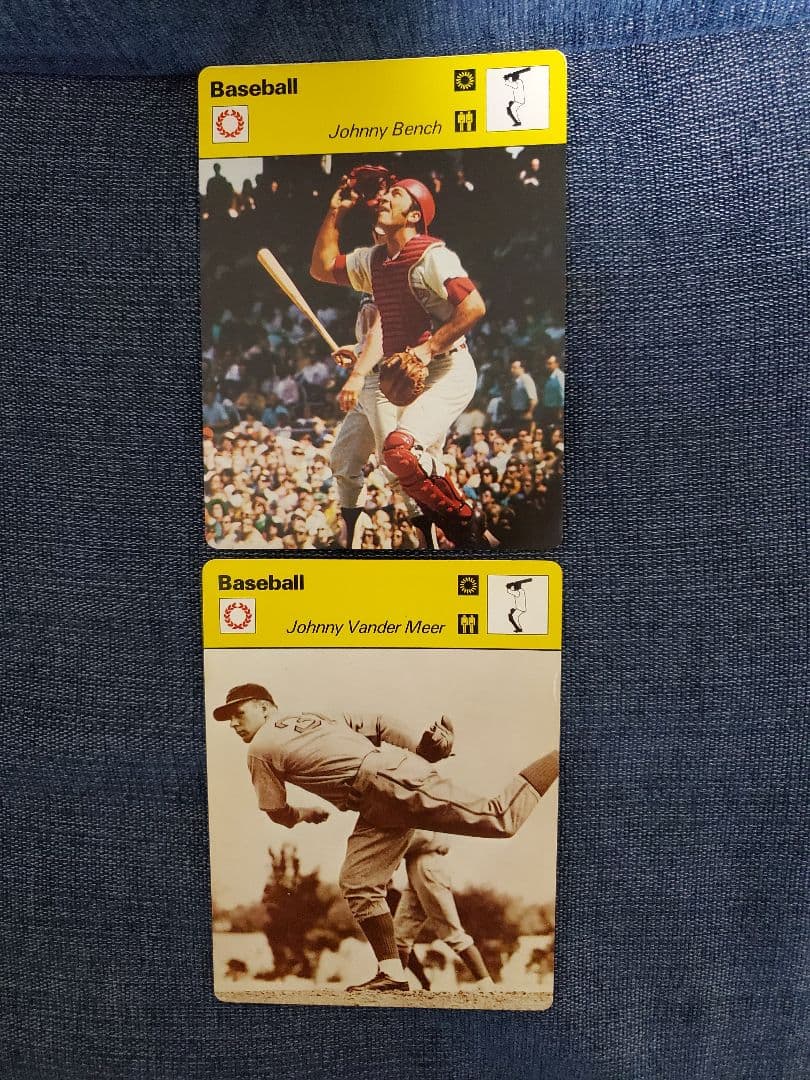 Baseball
Johnny Bench
Baseball
Johnny Vander Meer